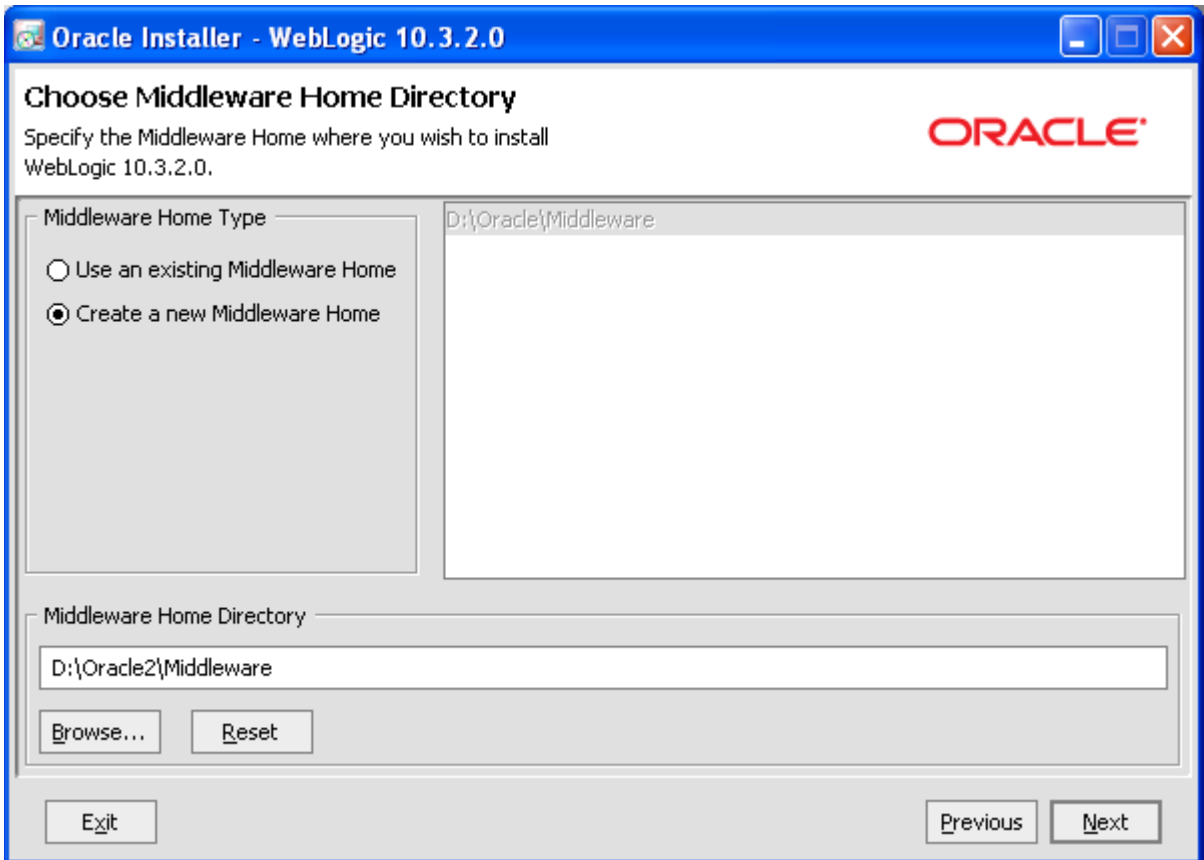 Oracle Installer - WebLogic 10.3.2.0
Choose Middleware Home Directory
Specify the Middleware Home where you wish to install
WebLogic 10.3.2.0.
ORACLE
Middleware Home Type
Use an existing Middleware Home
Create a new Middleware Home
D:\Oracle\Middleware
Middleware Home Directory
D:\Oracle2\Middleware
Browse... Reset
Exit Previous Next